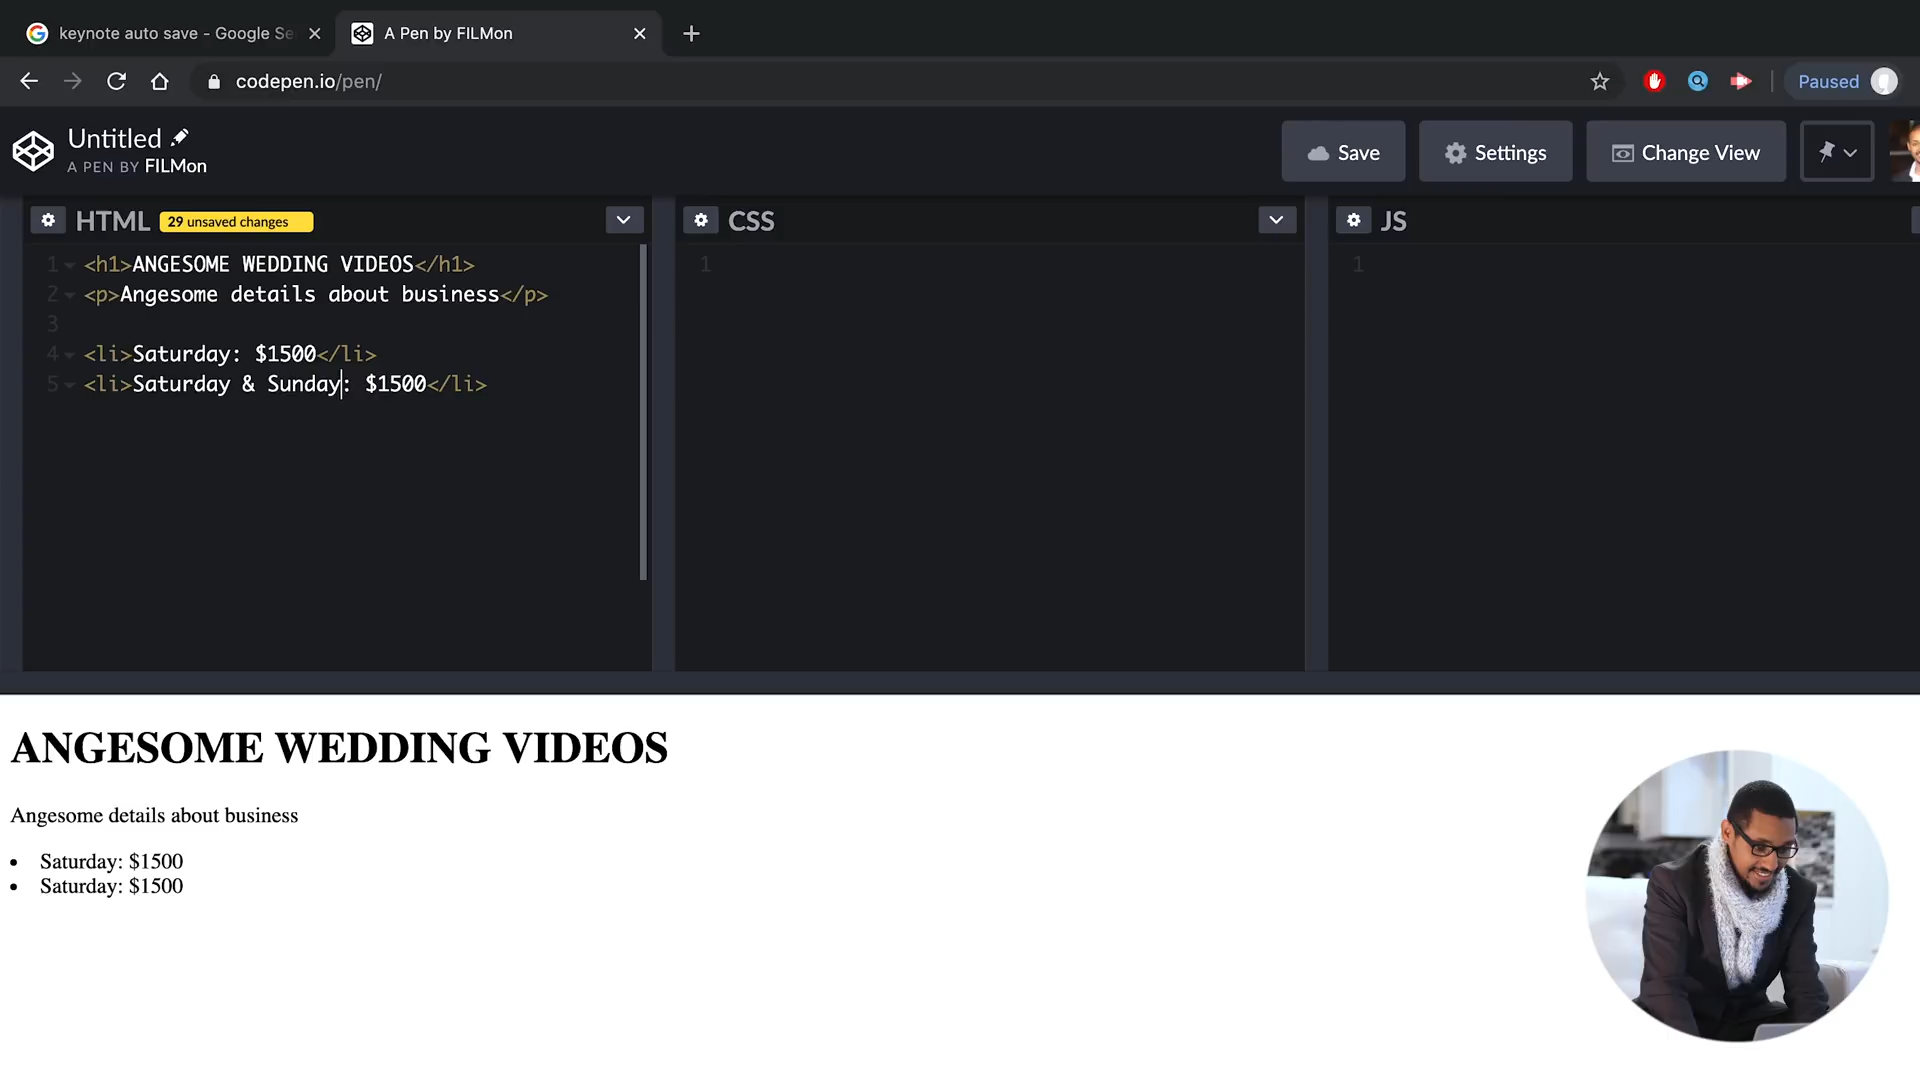 keynote auto save - Google Se
A Pen by FILMon
codepen.io/pen/
Paused
Untitled
A PEN BY FILMon
Save
Settings
Change View
HTML
29 unsaved changes
CSS
JS
1 <h1>ANGESOME WEDDING VIDEOS</h1>
2 <p>Angesome details about business</p>
3
4 <li>Saturday: $1500</li>
5 <li>Saturday & Sunday: $1500</li>
1
1
ANGESOME WEDDING VIDEOS
Angesome details about business
• Saturday: $1500
• Saturday: $1500